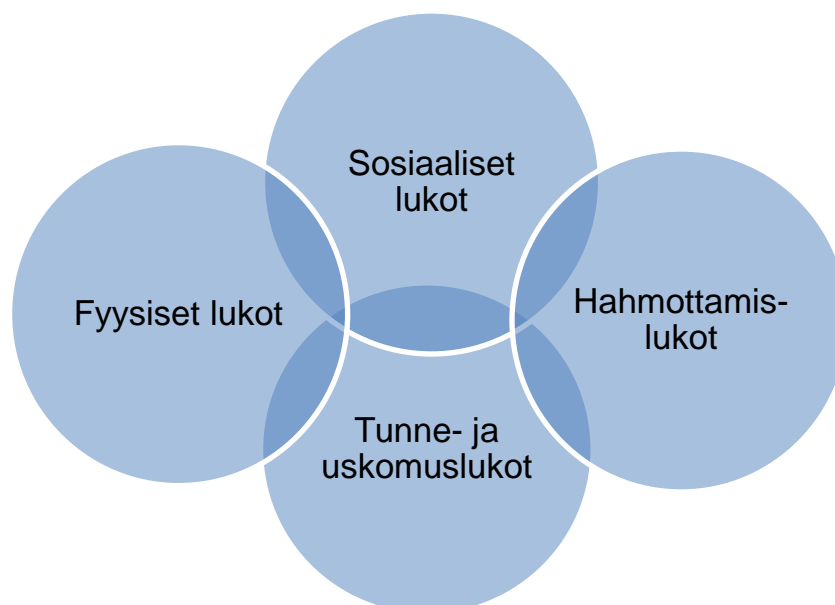 Sosiaaliset
lukot
Fyysiset lukot
Hahmottamis-
lukot
Tunne- ja
uskomuslukot